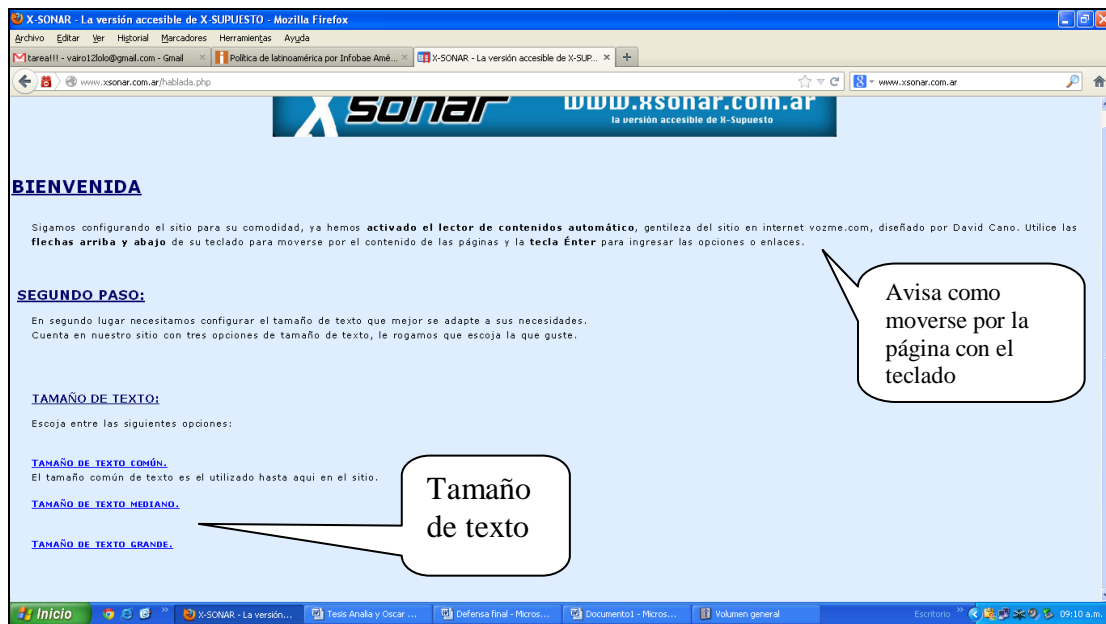 X-SONAR - La versión accesible de X-SUPUESTO - Mozilla Firefox
Archivo Editar Ver Historial Marcadores Herramientas Ayuda
tarea!!! - vairo12lolo@gmail.com - Gmail
Política de latinoamérica por Infobae Amé...
X-SONAR - La versión accesible de X-SUP...
www.xsonar.com.ar/hablada.php
www.xsonar.com.ar
X sonar
www.xsonar.com.ar
la versión accesible de X-Supuesto
BIENVENIDA
Sigamos configurando el sitio para su comodidad, ya hemos activado el lector de contenidos automático, gentileza del sitio en internet vozme.com, diseñado por David Cano. Utilice las
flechas arriba y abajo de su teclado para moverse por el contenido de las páginas y la tecla Énter para ingresar las opciones o enlaces.
Avisa como
moverse por la
página con el
teclado
SEGUNDO PASO:
En segundo lugar necesitamos configurar el tamaño de texto que mejor se adapte a sus necesidades.
Cuenta en nuestro sitio con tres opciones de tamaño de texto, le rogamos que escoja la que guste.
TAMAÑO DE TEXTO:
Escoja entre las siguientes opciones:
TAMAÑO DE TEXTO COMÚN.
El tamaño común de texto es el utilizado hasta aqui en el sitio.
TAMAÑO DE TEXTO MEDIANO.
TAMAÑO DE TEXTO GRANDE.
Tamaño
de texto
Inicio
X-SONAR - La versión...
Tesis Analia y Oscar ...
Defensa final - Micros...
Documento1 - Micros...
Volumen general
Escritorio
09:10 a.m.